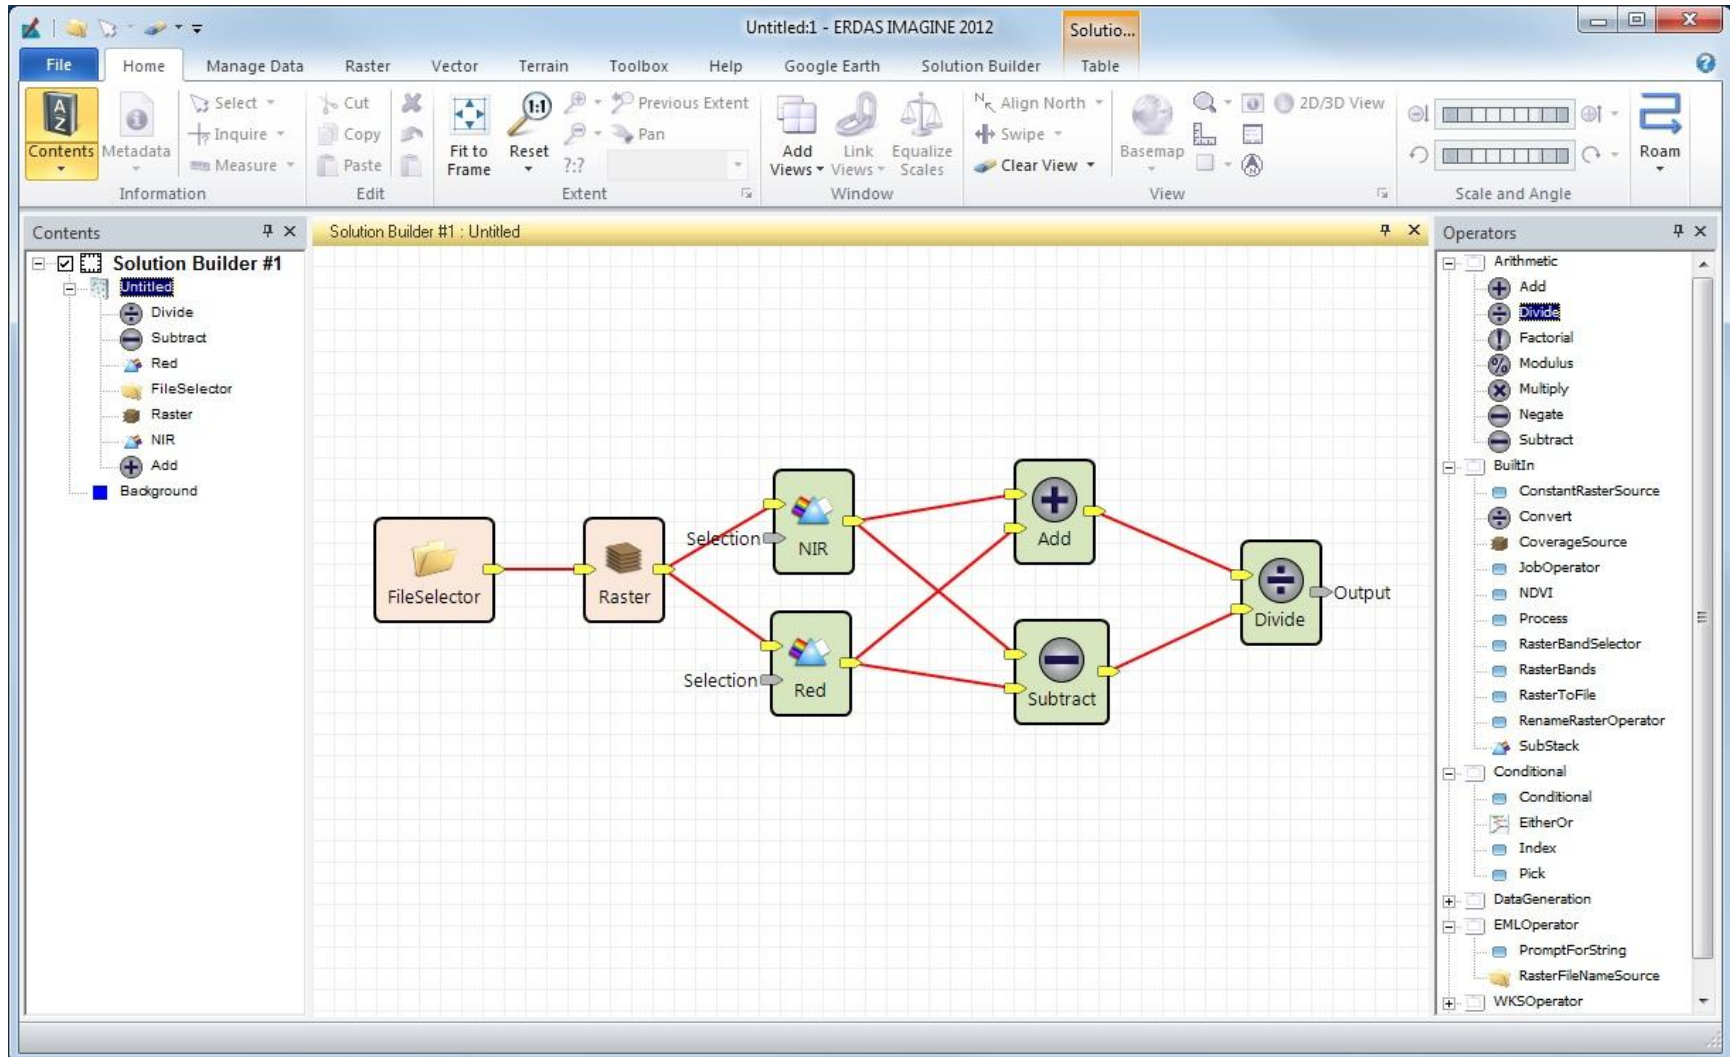 Untitled:1 - ERDAS IMAGINE 2012
Solutio...
File Home Manage Data Raster Vector Terrain Toolbox Help Google Earth Solution Builder Table
Contents
Metadata
Select
Inquire
Measure
Information
Cut
Copy
Paste
Edit
Fit to
Frame
1:1
Reset
Previous Extent
Pan
?:?
Extent
Add
Views
Link
Views
Equalize
Scales
Window
Align North
Swipe
Clear View
Basemap
2D/3D View
View
Scale and Angle
Roam
Contents
Solution Builder #1
Untitled
Divide
Subtract
Red
FileSelector
Raster
NIR
Add
Background
Solution Builder #1 : Untitled
FileSelector
Raster
Selection
NIR
Selection
Red
Add
Subtract
Divide
Output
Operators
Arithmetic
Add
Divide
Factorial
Modulus
Multiply
Negate
Subtract
BuiltIn
ConstantRasterSource
Convert
CoverageSource
JobOperator
NDVI
Process
RasterBandSelector
RasterBands
RasterToFile
RenameRasterOperator
SubStack
Conditional
Conditional
EitherOr
Index
Pick
DataGeneration
EMLOperator
PromptForString
RasterFileNameSource
WKSOperator